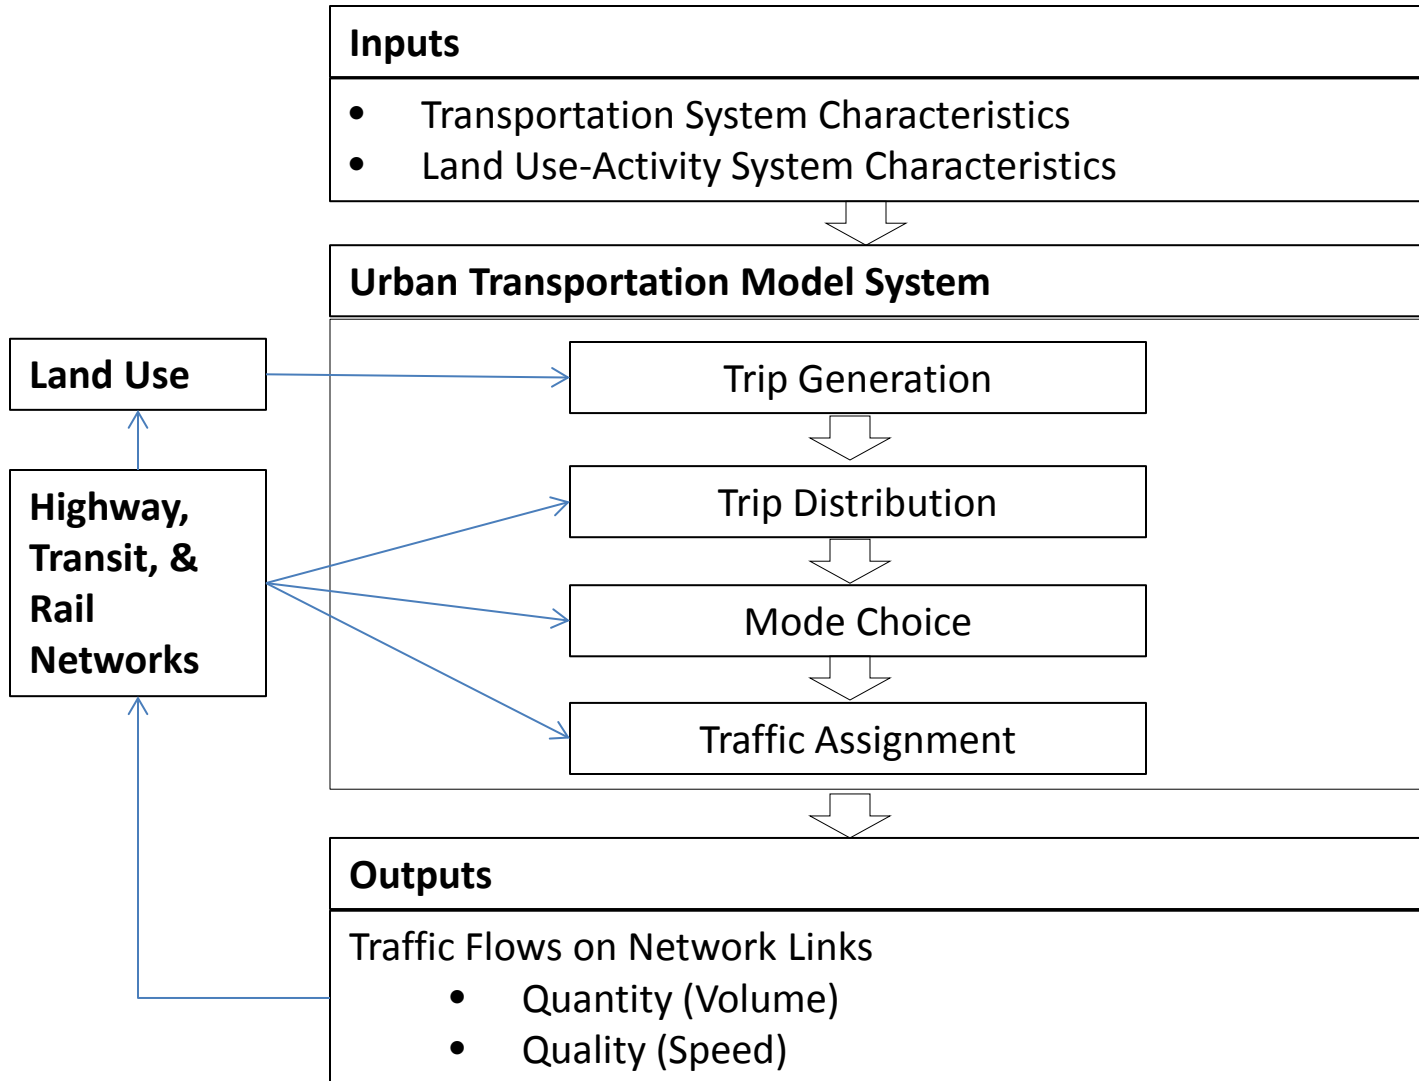 Inputs
• Transportation System Characteristics
• Land Use-Activity System Characteristics
Urban Transportation Model System
Land Use
Trip Generation
Highway,
Transit, &
Rail
Networks
Trip Distribution
Mode Choice
Traffic Assignment
Outputs
Traffic Flows on Network Links
• Quantity (Volume)
• Quality (Speed)